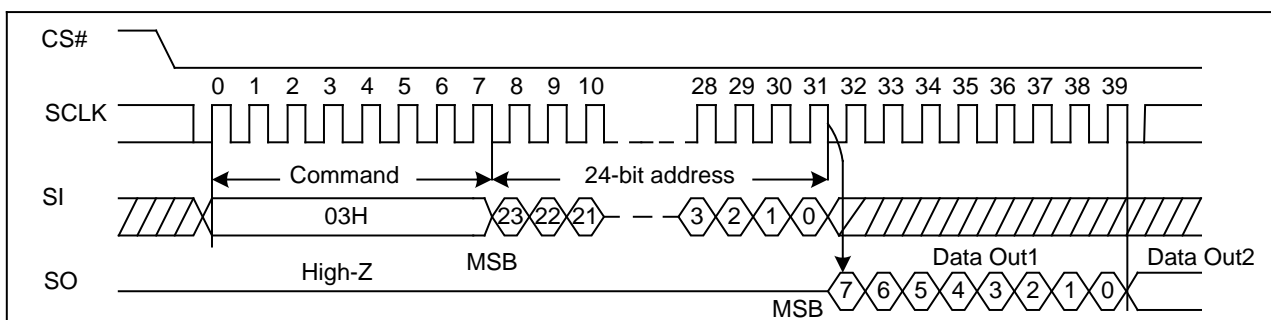 CS#
0 1 2 3 4 5 6 7 8 9 10 28 29 30 31 32 33 34 35 36 37 38 39
SCLK
Command 24-bit address
SI
03H 23 22 21 3 2 1 0
High-Z MSB Data Out1 Data Out2
SO
MSB 7 6 5 4 3 2 1 0